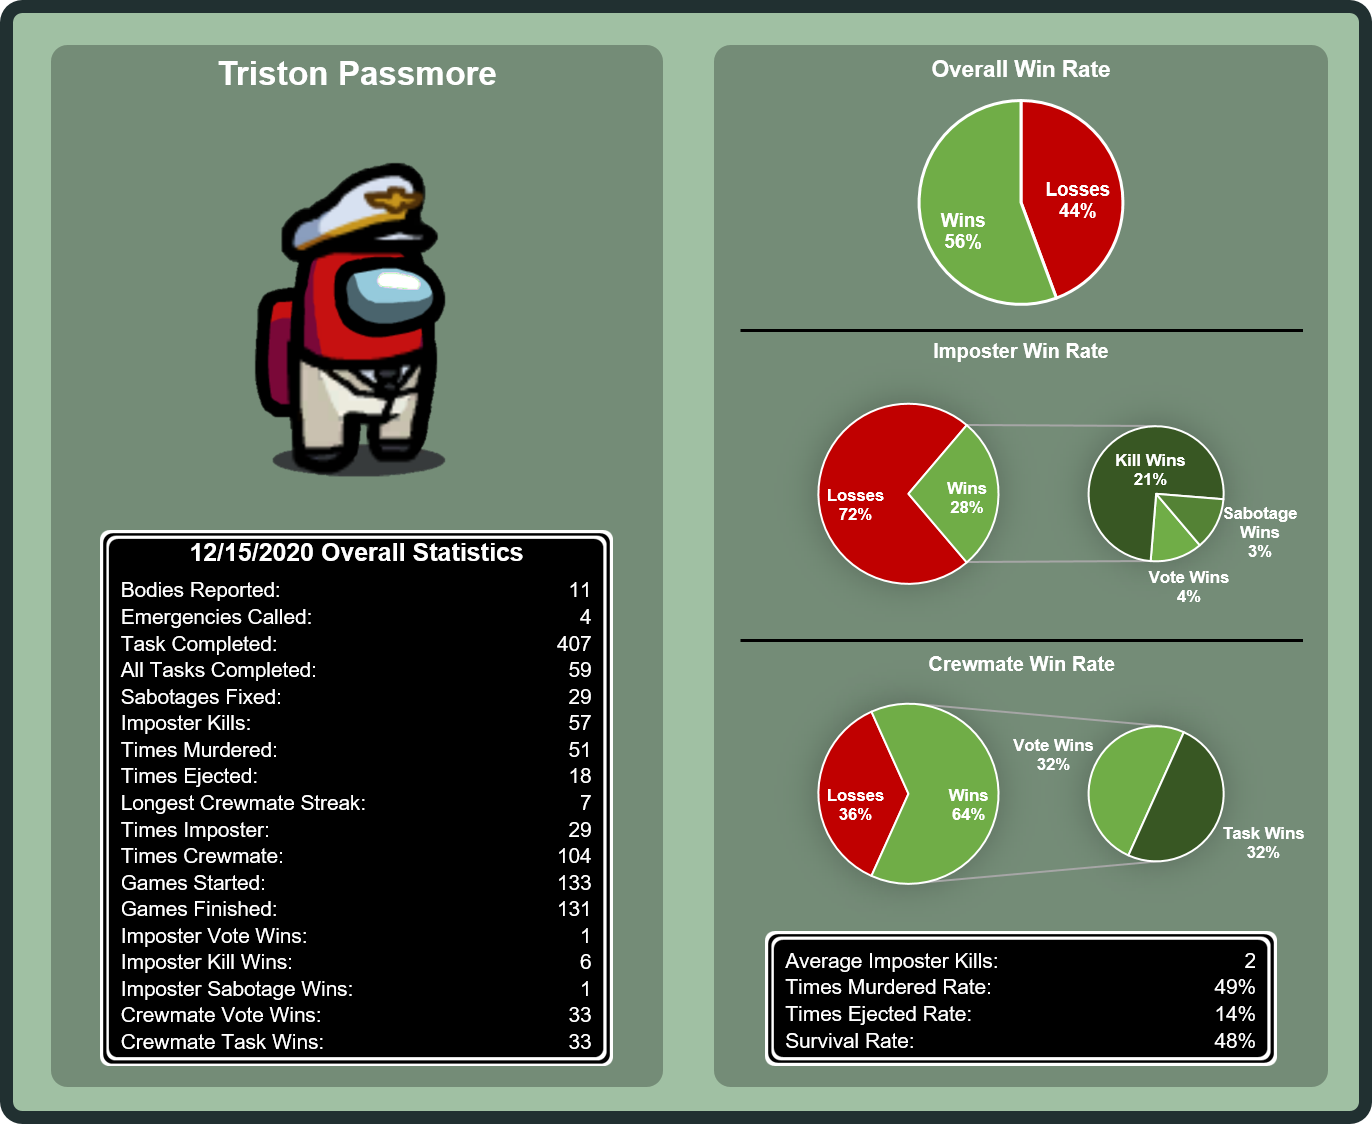 Triston Passmore
12/15/2020 Overall Statistics
Bodies Reported: 11
Emergencies Called: 4
Task Completed: 407
All Tasks Completed: 59
Sabotages Fixed: 29
Imposter Kills: 57
Times Murdered: 51
Times Ejected: 18
Longest Crewmate Streak: 7
Times Imposter: 29
Times Crewmate: 104
Games Started: 133
Games Finished: 131
Imposter Vote Wins: 1
Imposter Kill Wins: 6
Imposter Sabotage Wins: 1
Crewmate Vote Wins: 33
Crewmate Task Wins: 33
Overall Win Rate
Wins
56%
Losses
44%
Imposter Win Rate
Losses
72%
Wins
28%
Kill Wins
21%
Sabotage
Wins
3%
Vote Wins
4%
Crewmate Win Rate
Losses
36%
Wins
64%
Vote Wins
32%
Task Wins
32%
Average Imposter Kills: 2
Times Murdered Rate: 49%
Times Ejected Rate: 14%
Survival Rate: 48%